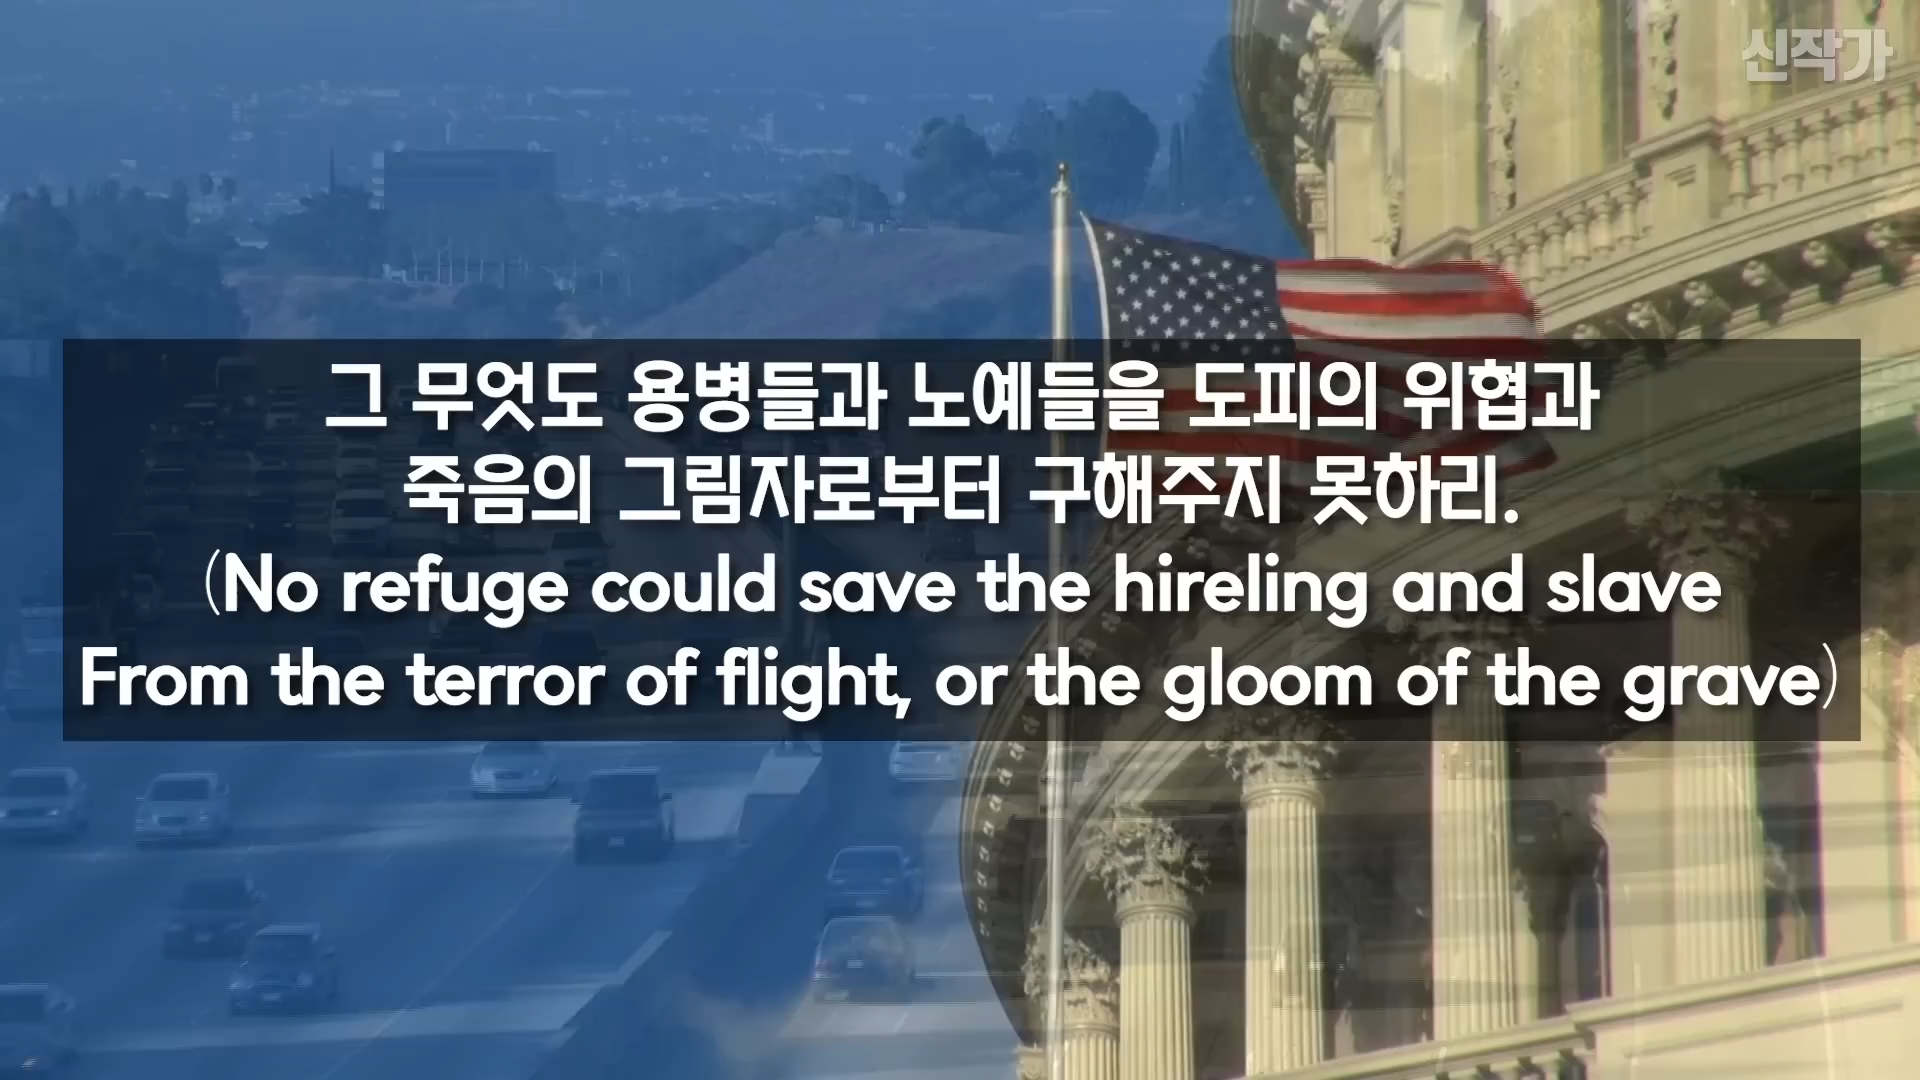 신작가
그 무엇도 용병들과 노예들을 도피의 위협과
죽음의 그림자로부터 구해주지 못하리.
(No refuge could save the hireling and slave
From the terror of flight, or the gloom of the grave)